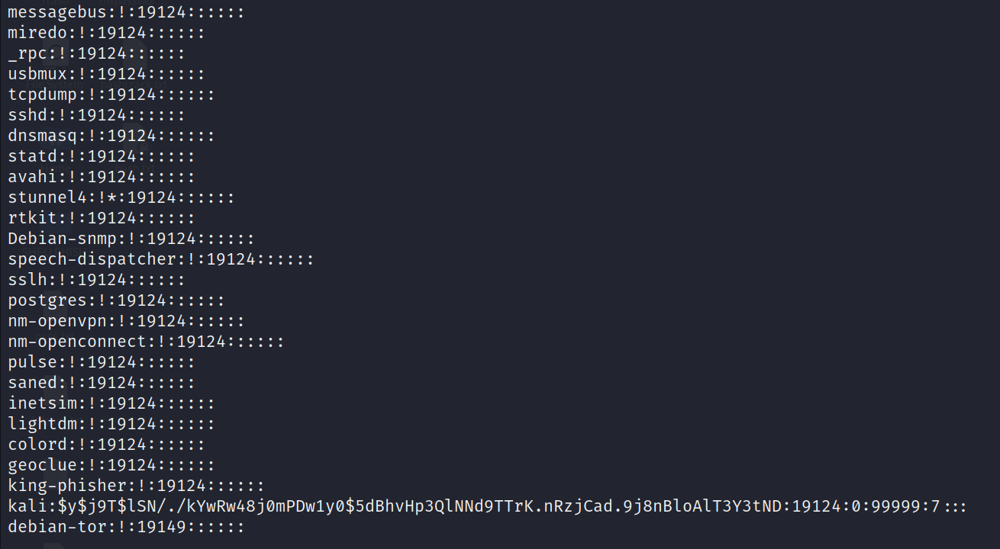 messagebus:!:19124::::::
miredo:!:19124::::::
_rpc:!:19124::::::
usbmux:!:19124::::::
tcpdump:!:19124::::::
sshd:!:19124::::::
dnsmasq:!:19124::::::
statd:!:19124::::::
avahi:!:19124::::::
stunnel4:!*:19124::::::
rtkit:!:19124::::::
Debian-snmp:!:19124::::::
speech-dispatcher:!:19124::::::
sslh:!:19124::::::
postgres:!:19124::::::
nm-openvpn:!:19124::::::
nm-openconnect:!:19124::::::
pulse:!:19124::::::
saned:!:19124::::::
inetsim:!:19124::::::
lightdm:!:19124::::::
colord:!:19124::::::
geoclue:!:19124::::::
king-phisher:!:19124::::::
kali:$y$j9T$lSN/./kYwRw48j0mPDw1y0$5dBhvHp3QlNNd9TTrK.nRzjCad.9j8nBloAlT3Y3tND:19124:0:99999:7:::
debian-tor:!:19149::::::